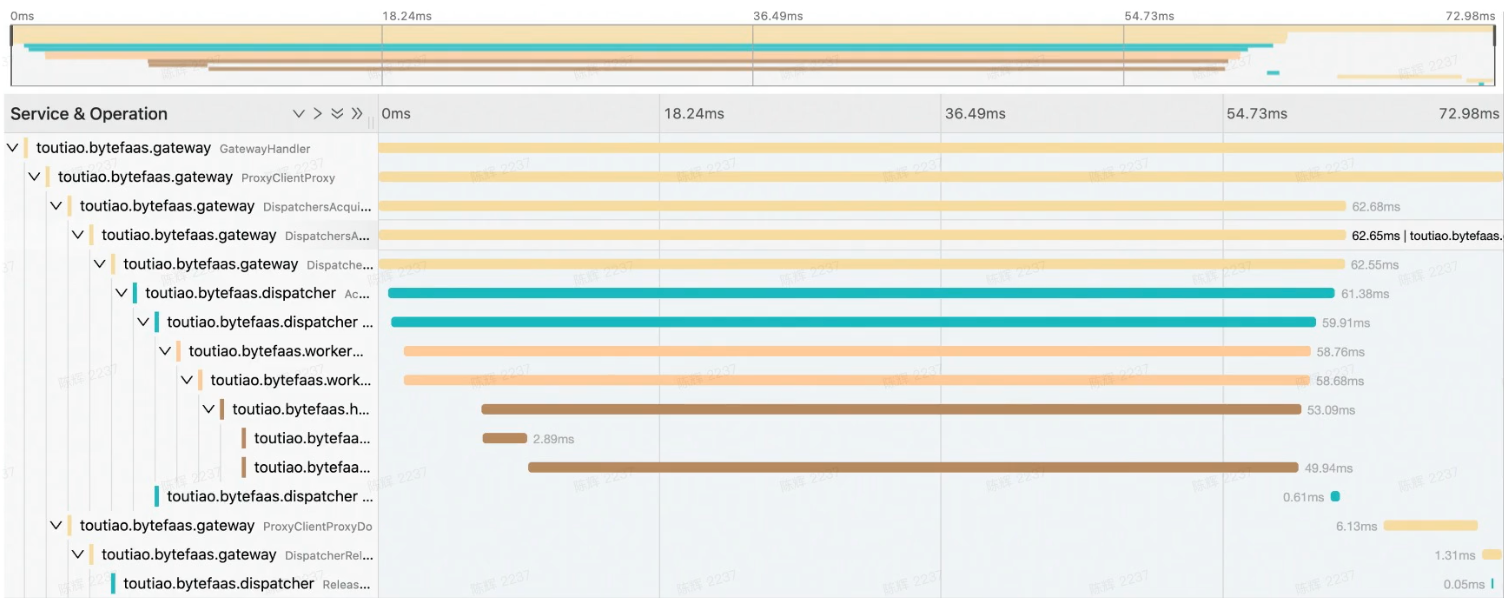 0ms 18.24ms 36.49ms 54.73ms 72.98ms
Service & Operation 0ms 18.24ms 36.49ms 54.73ms 72.98ms
toutiao.bytefaas.gateway GatewayHandler
toutiao.bytefaas.gateway ProxyClientProxy
toutiao.bytefaas.gateway DispatchersAcqui... 62.68ms
toutiao.bytefaas.gateway DispatchersA... 62.65ms | toutiao.bytefaas.
toutiao.bytefaas.gateway Dispatche... 62.55ms
toutiao.bytefaas.dispatcher Ac... 61.38ms
toutiao.bytefaas.dispatcher ... 59.91ms
toutiao.bytefaas.worker... 58.76ms
toutiao.bytefaas.work... 58.68ms
toutiao.bytefaas.h... 53.09ms
toutiao.bytefaa... 2.89ms
toutiao.bytefaa... 49.94ms
toutiao.bytefaas.dispatcher ... 0.61ms
toutiao.bytefaas.gateway ProxyClientProxyDo 6.13ms
toutiao.bytefaas.gateway DispatcherRel... 1.31ms
toutiao.bytefaas.dispatcher Releas... 0.05ms
陈辉 2237